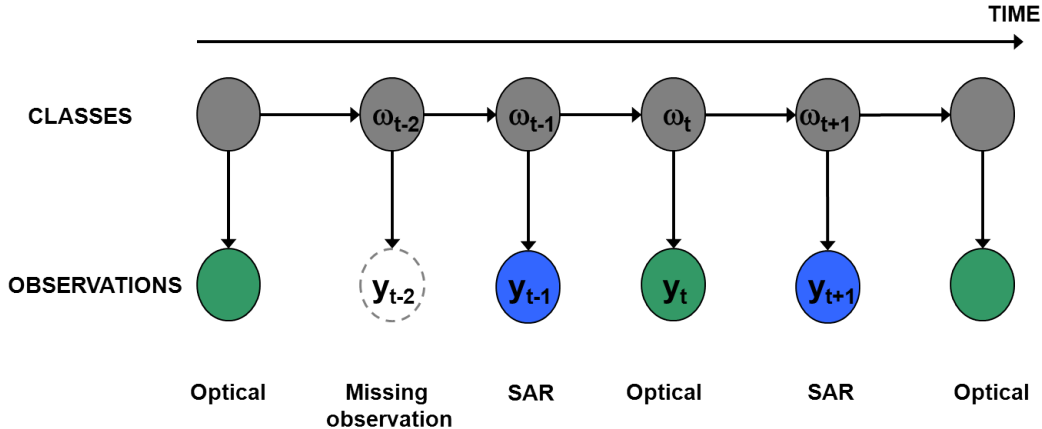 TIME
CLASSES
ωt-2 ωt-1 ωt ωt+1
OBSERVATIONS
yt-2 yt-1 yt yt+1
Optical Missing SAR Optical SAR Optical
observation